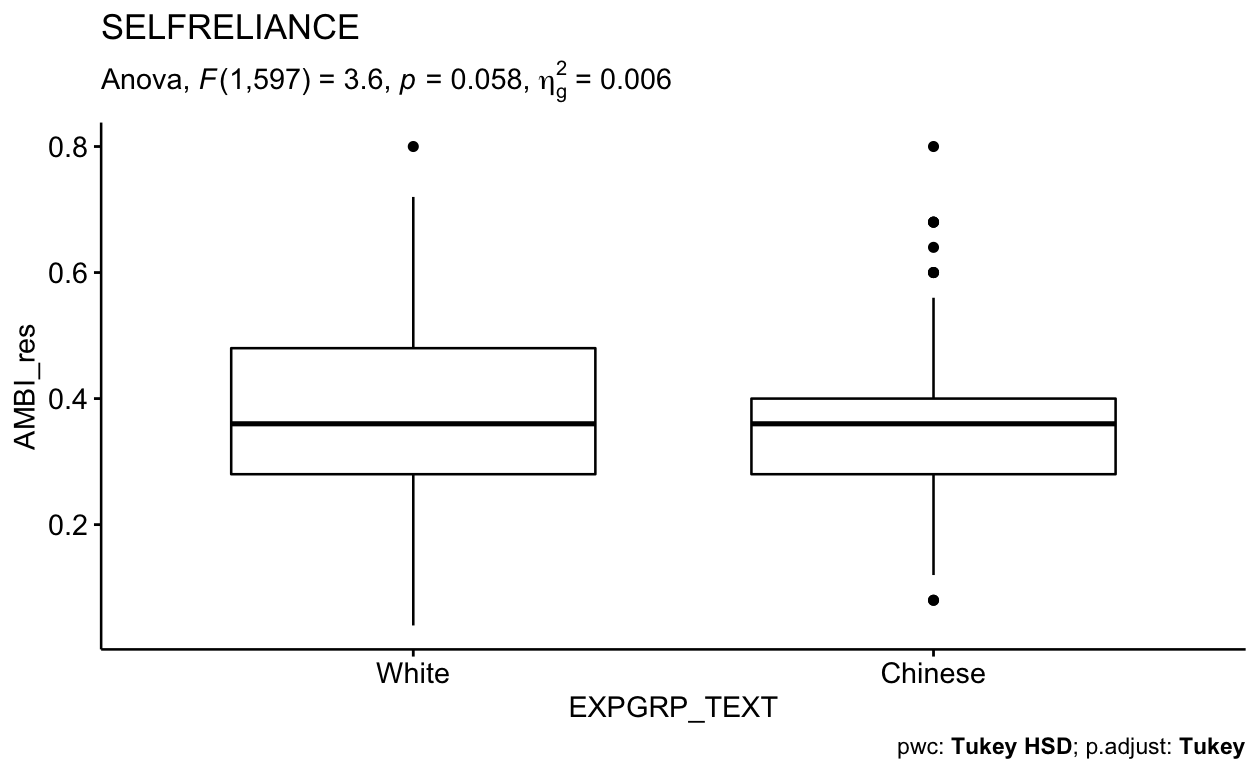 SELFRELIANCE
Anova, F(1,597) = 3.6, p = 0.058, η²g = 0.006
0.8
0.6
0.4
0.2
AMBI_res
White
Chinese
EXPGRP_TEXT
pwc: Tukey HSD; p.adjust: Tukey